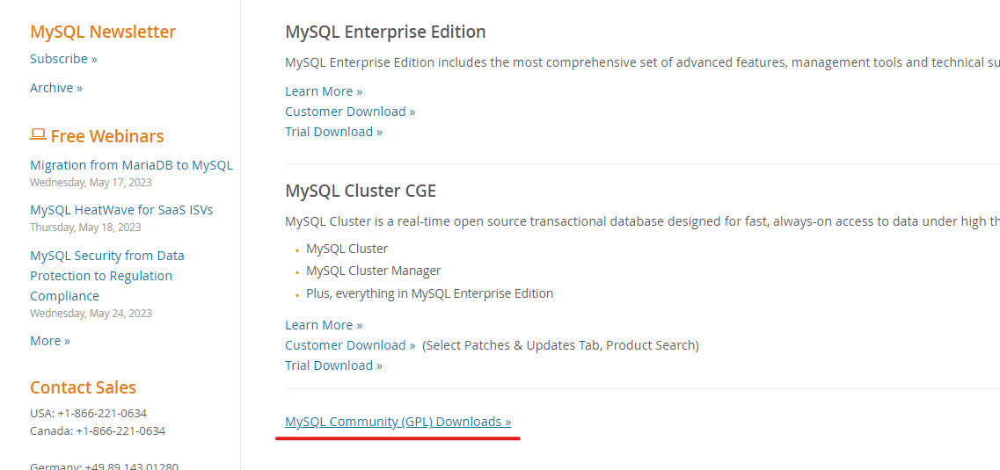 MySQL Newsletter
Subscribe »
Archive »
Free Webinars
Migration from MariaDB to MySQL
Wednesday, May 17, 2023
MySQL HeatWave for SaaS ISVs
Thursday, May 18, 2023
MySQL Security from Data
Protection to Regulation
Compliance
Wednesday, May 24, 2023
More »
Contact Sales
USA: +1-866-221-0634
Canada: +1-866-221-0634
Germany: +49 89 143 01280
MySQL Enterprise Edition
MySQL Enterprise Edition includes the most comprehensive set of advanced features, management tools and technical su
Learn More »
Customer Download »
Trial Download »
MySQL Cluster CGE
MySQL Cluster is a real-time open source transactional database designed for fast, always-on access to data under high th
MySQL Cluster
MySQL Cluster Manager
Plus, everything in MySQL Enterprise Edition
Learn More »
Customer Download » (Select Patches & Updates Tab, Product Search)
Trial Download »
MySQL Community (GPL) Downloads »